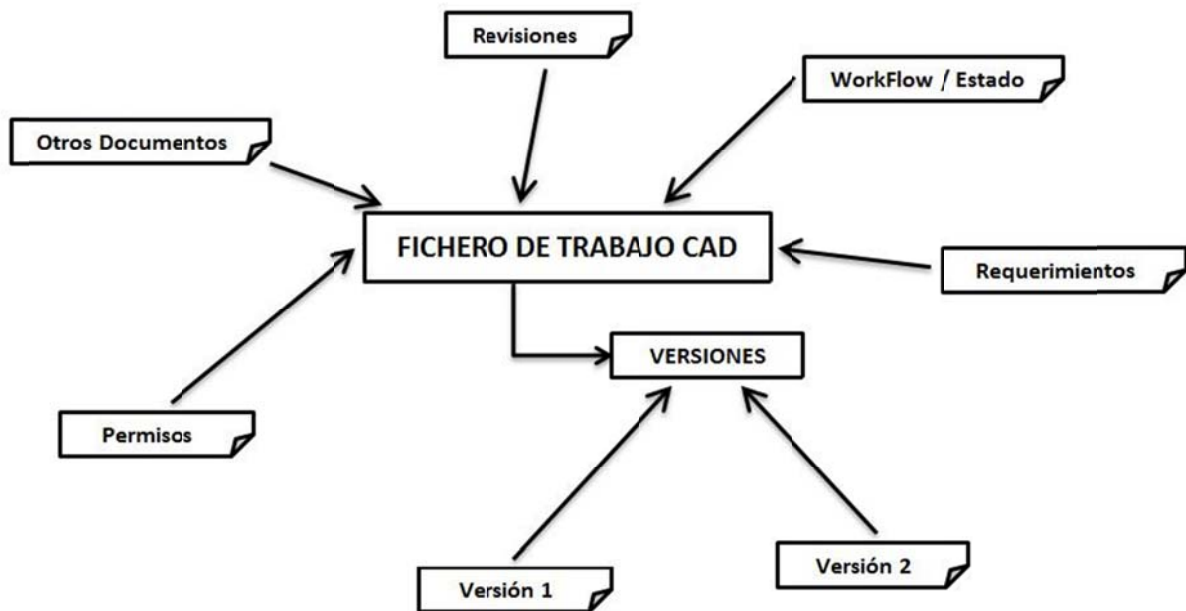 Revisiones
WorkFlow / Estado
Otros Documentos
FICHERO DE TRABAJO CAD
Requerimientos
VERSIONES
Permisos
Versión 1
Versión 2